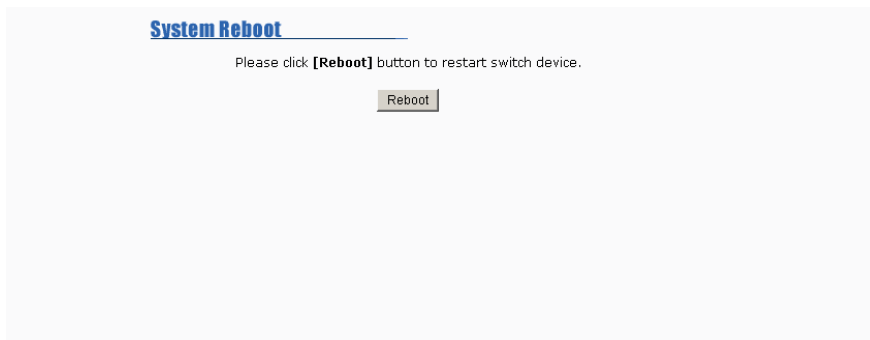 System Reboot
Please click [Reboot] button to restart switch device.
Reboot